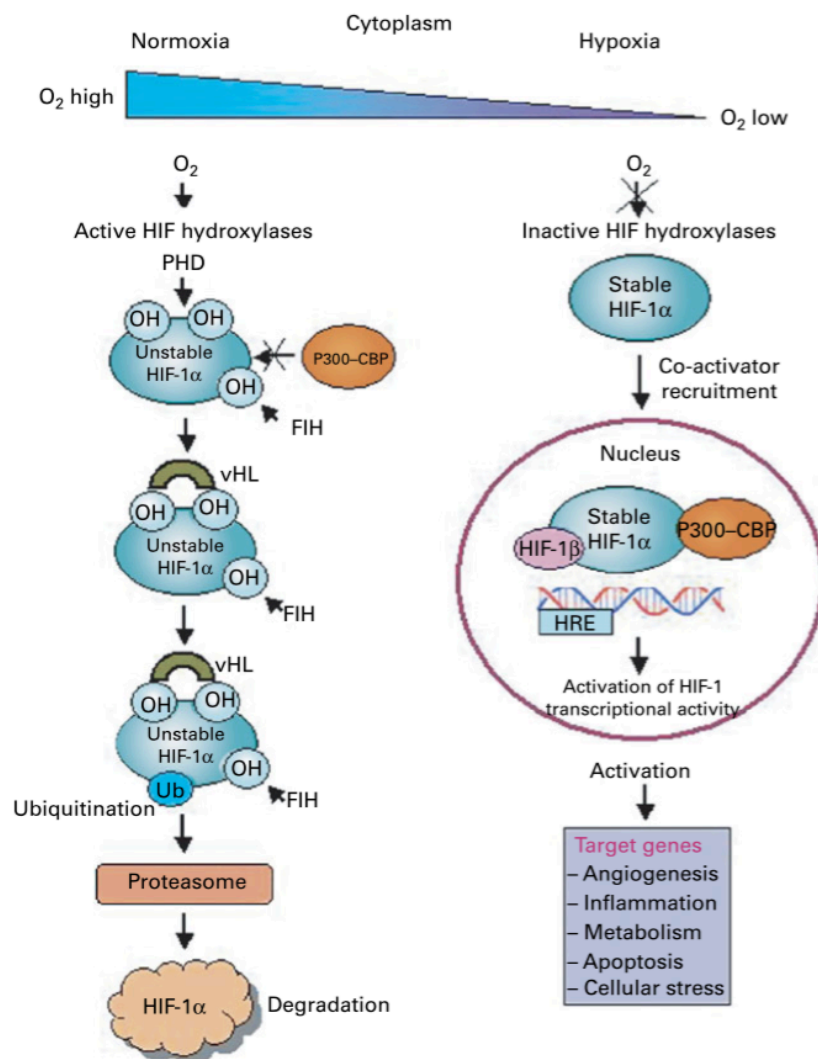 Cytoplasm
Normoxia
Hypoxia
O₂ high
O₂ low
O₂
Active HIF hydroxylases
PHD
OH
OH
Unstable
HIF-1α
OH
P300–CBP
FIH
vHL
OH
OH
Unstable
HIF-1α
OH
FIH
vHL
OH
OH
Unstable
HIF-1α
OH
Ub
FIH
Ubiquitination
Proteasome
HIF-1α
Degradation
O₂
Inactive HIF hydroxylases
Stable
HIF-1α
Co-activator
recruitment
Nucleus
Stable
HIF-1α
P300–CBP
HIF-1β
HRE
Activation of HIF-1
transcriptional activity
Activation
Target genes
– Angiogenesis
– Inflammation
– Metabolism
– Apoptosis
– Cellular stress